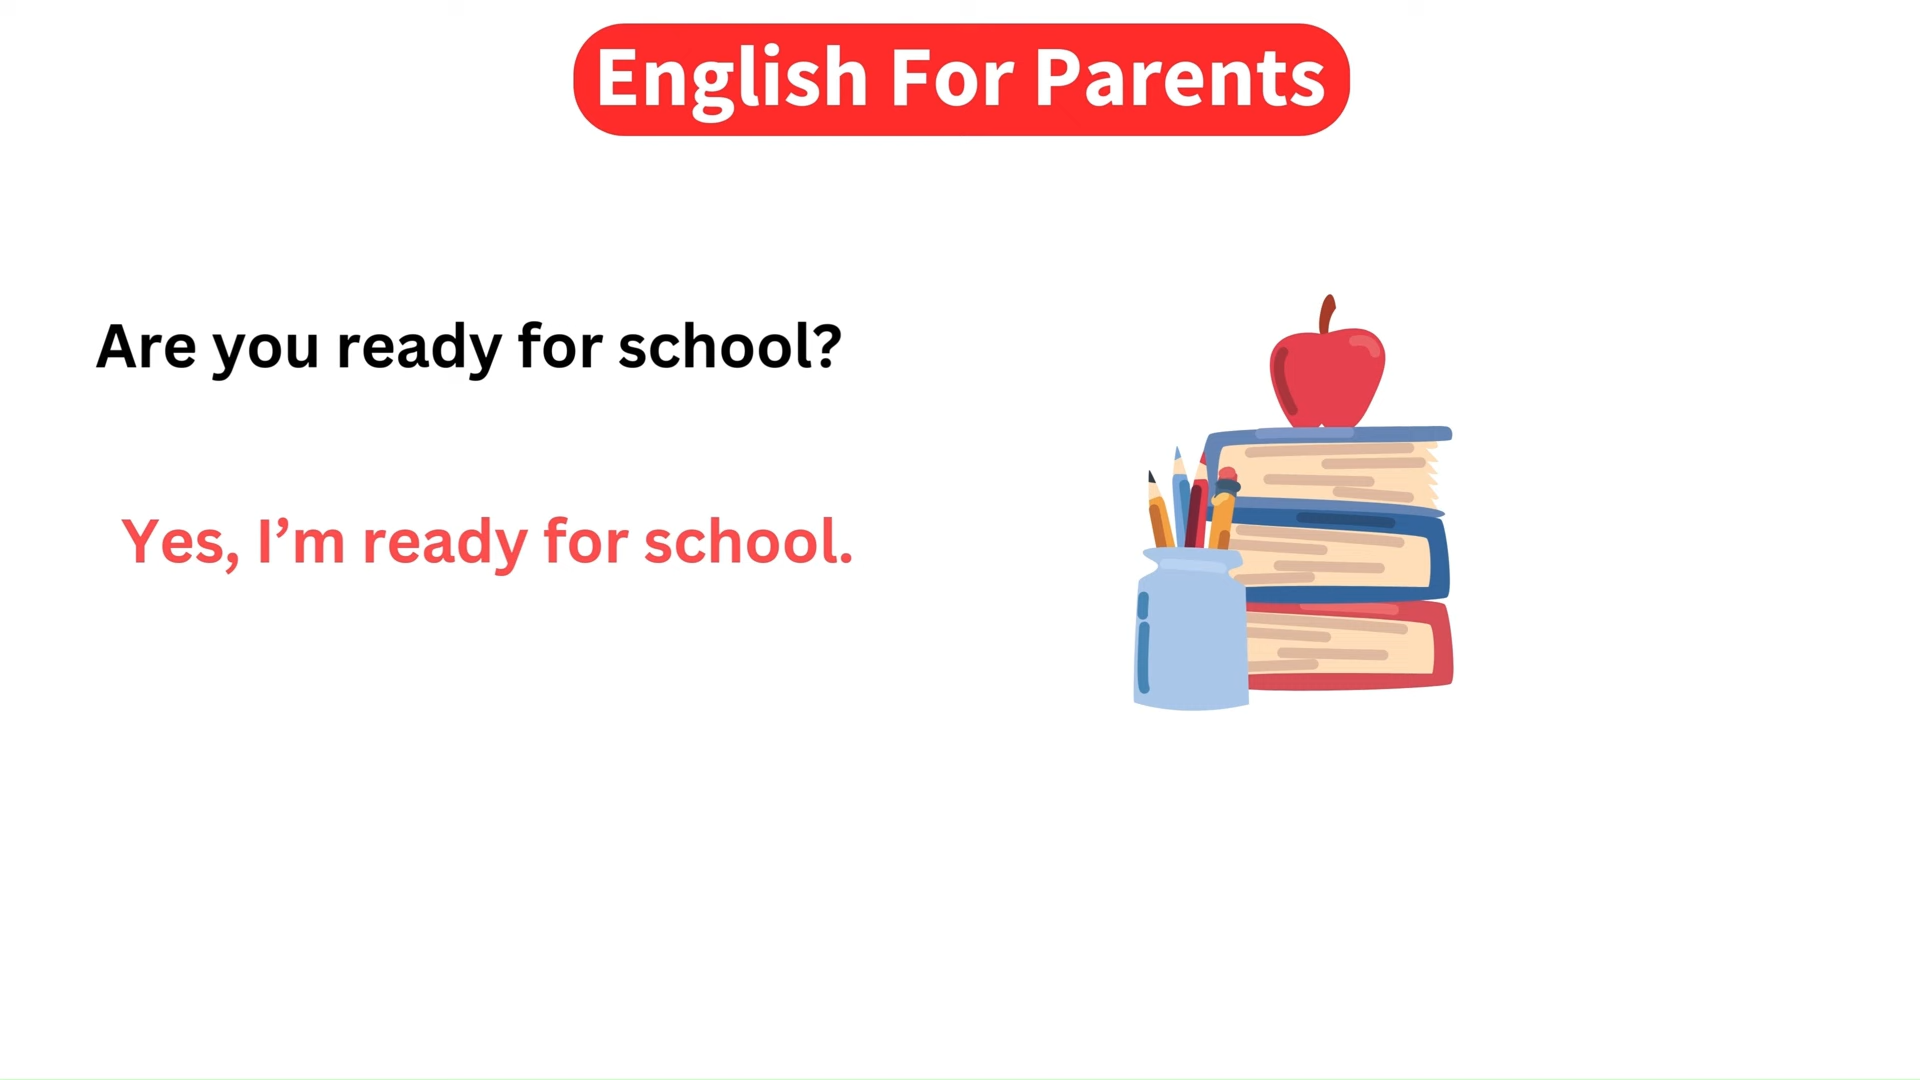 English For Parents
Are you ready for school?
Yes, I’m ready for school.